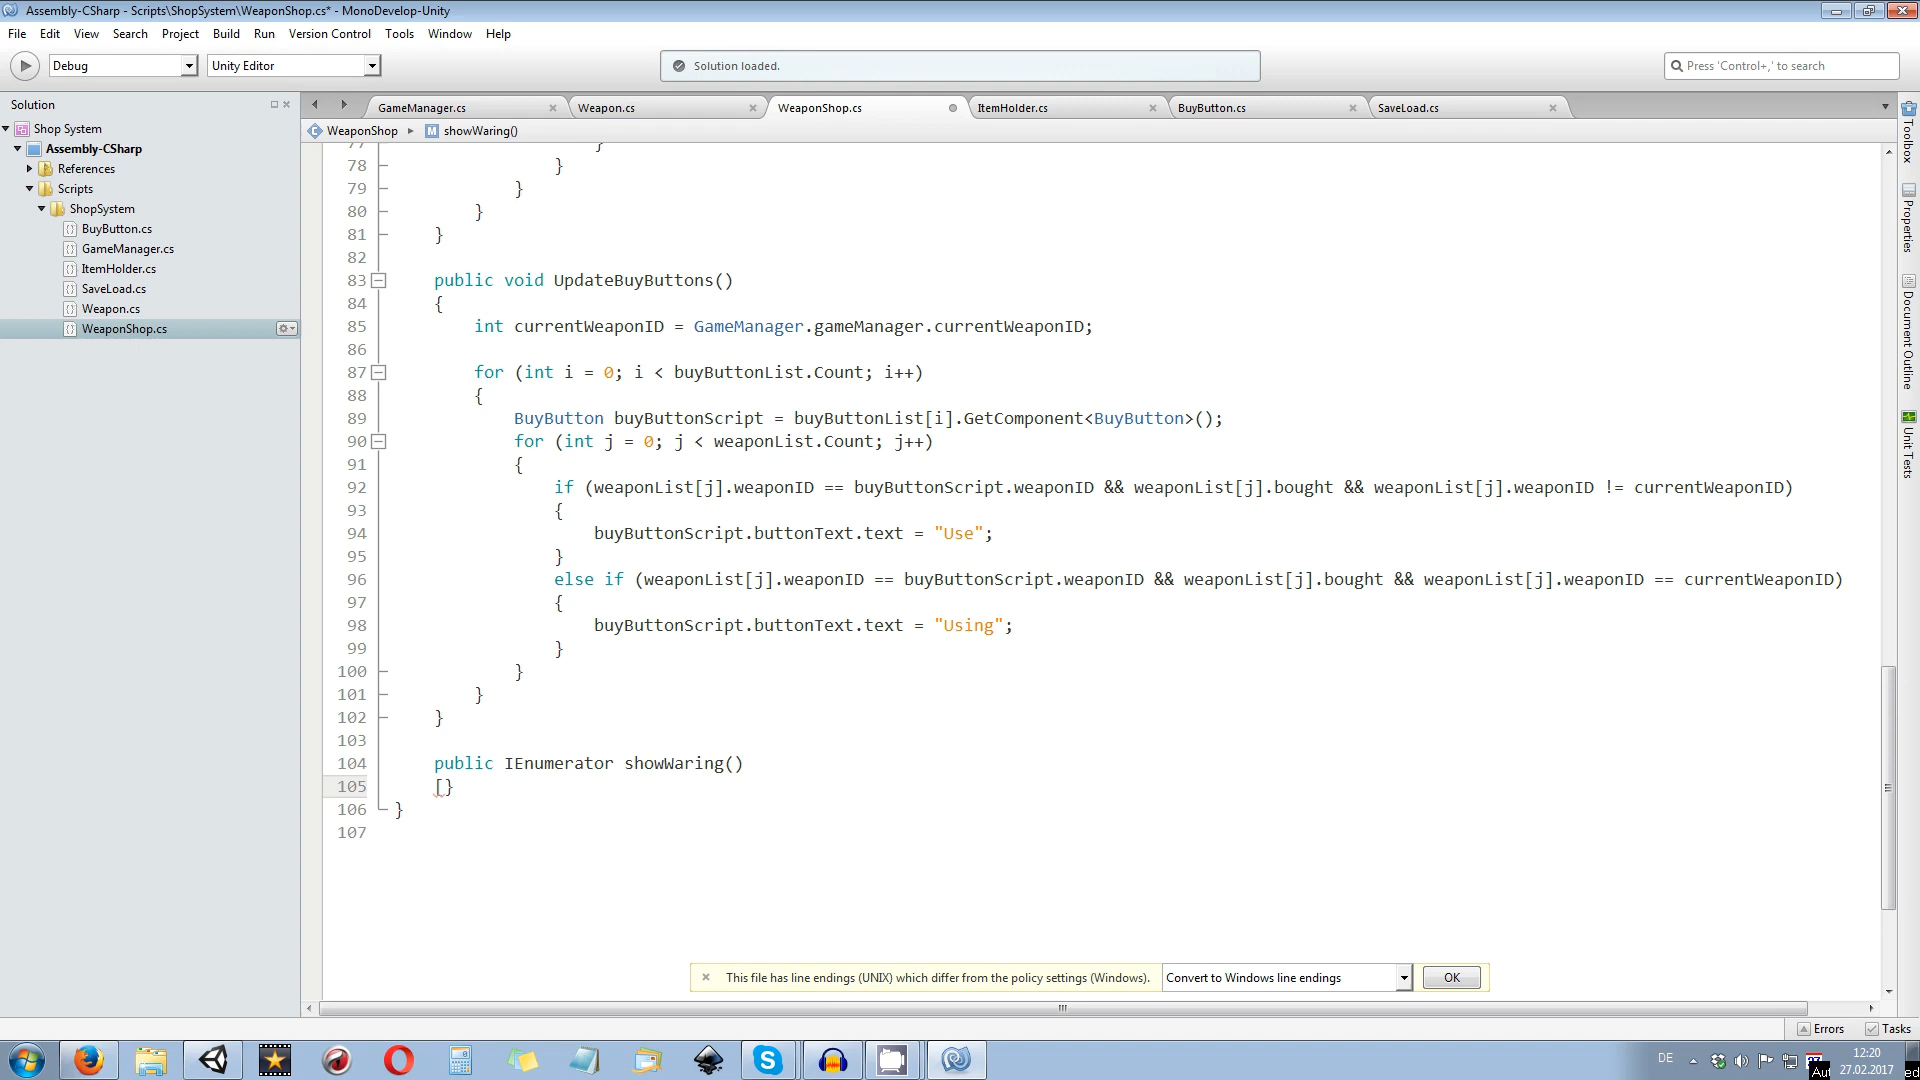 Assembly-CSharp - Scripts\ShopSystem\WeaponShop.cs* - MonoDevelop-Unity
File Edit View Search Project Build Run Version Control Tools Window Help
Debug Unity Editor Solution loaded. Press 'Control+,' to search
Solution
Shop System
Assembly-CSharp
References
Scripts
ShopSystem
BuyButton.cs
GameManager.cs
ItemHolder.cs
SaveLoad.cs
Weapon.cs
WeaponShop.cs
GameManager.cs Weapon.cs WeaponShop.cs ItemHolder.cs BuyButton.cs SaveLoad.cs
WeaponShop showWaring()
77 }
78 }
79 }
80 }
81 }
82
83 public void UpdateBuyButtons()
84 {
85 int currentWeaponID = GameManager.gameManager.currentWeaponID;
86
87 for (int i = 0; i < buyButtonList.Count; i++)
88 {
89 BuyButton buyButtonScript = buyButtonList[i].GetComponent<BuyButton>();
90 for (int j = 0; j < weaponList.Count; j++)
91 {
92 if (weaponList[j].weaponID == buyButtonScript.weaponID && weaponList[j].bought && weaponList[j].weaponID != currentWeaponID)
93 {
94 buyButtonScript.buttonText.text = "Use";
95 }
96 else if (weaponList[j].weaponID == buyButtonScript.weaponID && weaponList[j].bought && weaponList[j].weaponID == currentWeaponID)
97 {
98 buyButtonScript.buttonText.text = "Using";
99 }
100 }
101 }
102 }
103
104 public IEnumerator showWaring()
105 [}
106 }
107
This file has line endings (UNIX) which differ from the policy settings (Windows). Convert to Windows line endings OK
Toolbox
Properties
Document Outline
Unit Tests
Errors Tasks
DE
12:20
27.02.2017